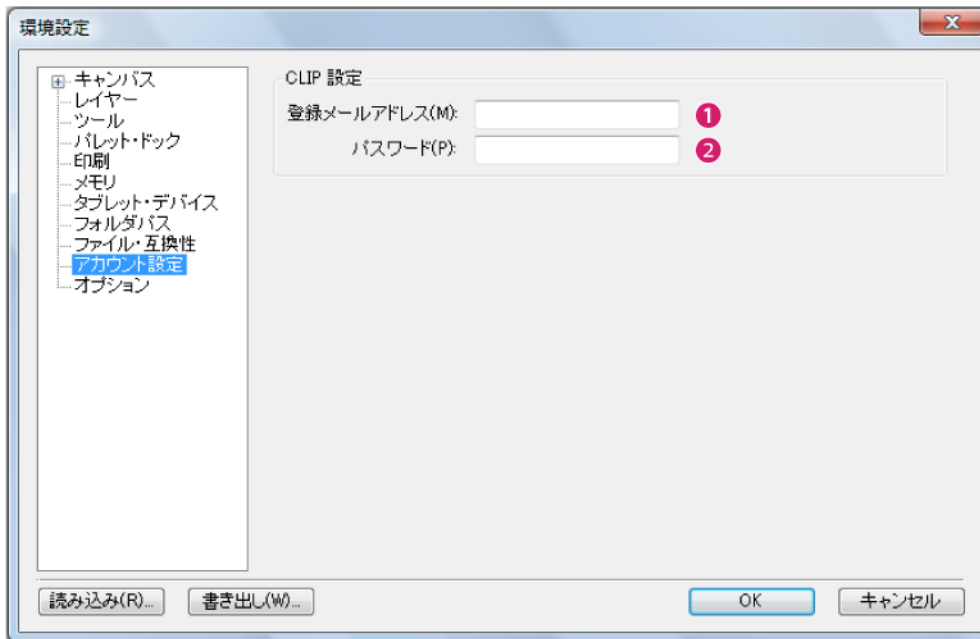 環境設定
キャンバス
レイヤー
ツール
パレット・ドック
印刷
メモリ
タブレット・デバイス
フォルダパス
ファイル・互換性
アカウント設定
オプション
CLIP 設定
登録メールアドレス(M):
1
パスワード(P):
2
読み込み(R)...
書き出し(W)...
OK
キャンセル